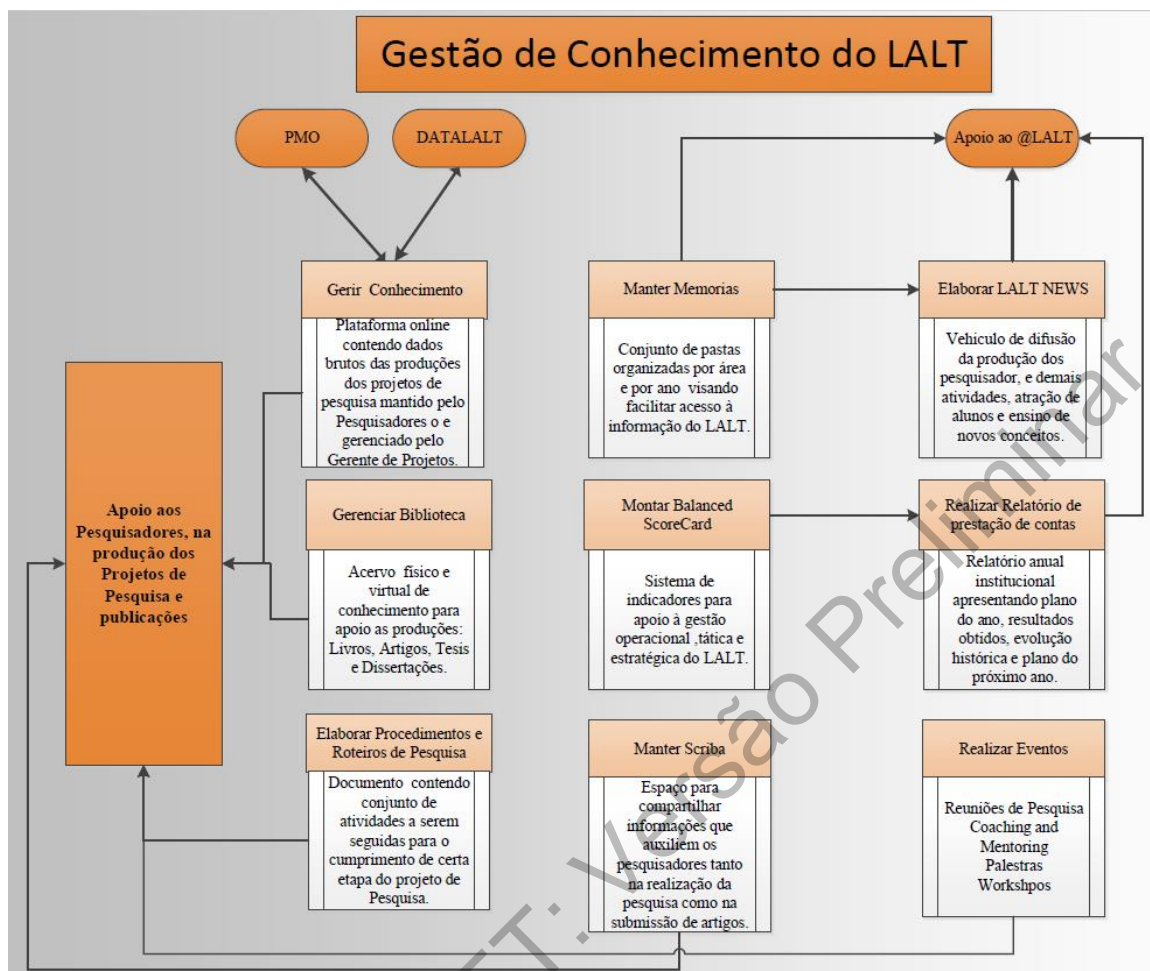 Gestão de Conhecimento do LALT
PMO
DATALALT
Apoio ao @LALT
Gerir Conhecimento
Plataforma online
contendo dados
brutos das produções
dos projetos de
pesquisa mantido pelo
Pesquisadores o e
gerenciado pelo
Gerente de Projetos.
Manter Memorias
Conjunto de pastas
organizadas por área
e por ano visando
facilitar acesso à
informação do LALT.
Elaborar LALT NEWS
Vehiculo de difusão
da produção dos
pesquisador, e demais
atividades, atração de
alunos e ensino de
novos conceitos.
Apoio aos
Pesquisadores, na
produção dos
Projetos de
Pesquisa e
publicações
Gerenciar Biblioteca
Acervo físico e
virtual de
conhecimento para
apoio as produções:
Livros, Artigos, Tesis
e Dissertações.
Montar Balanced
ScoreCard
Sistema de
indicadores para
apoio à gestão
operacional ,tática e
estratégica do LALT.
Realizar Relatório de
prestação de contas
Relatório anual
institucional
apresentando plano
do ano, resultados
obtidos, evolução
histórica e plano do
próximo ano.
Elaborar Procedimentos e
Roteiros de Pesquisa
Documento contendo
conjunto de
atividades a serem
seguidas para o
cumprimento de certa
etapa do projeto de
Pesquisa.
Manter Scriba
Espaço para
compartilhar
informações que
auxiliem os
pesquisadores tanto
na realização da
pesquisa como na
submissão de artigos.
Realizar Eventos
Reuniões de Pesquisa
Coaching and
Mentoring
Palestras
Workshpos
ET: Versão Preliminar